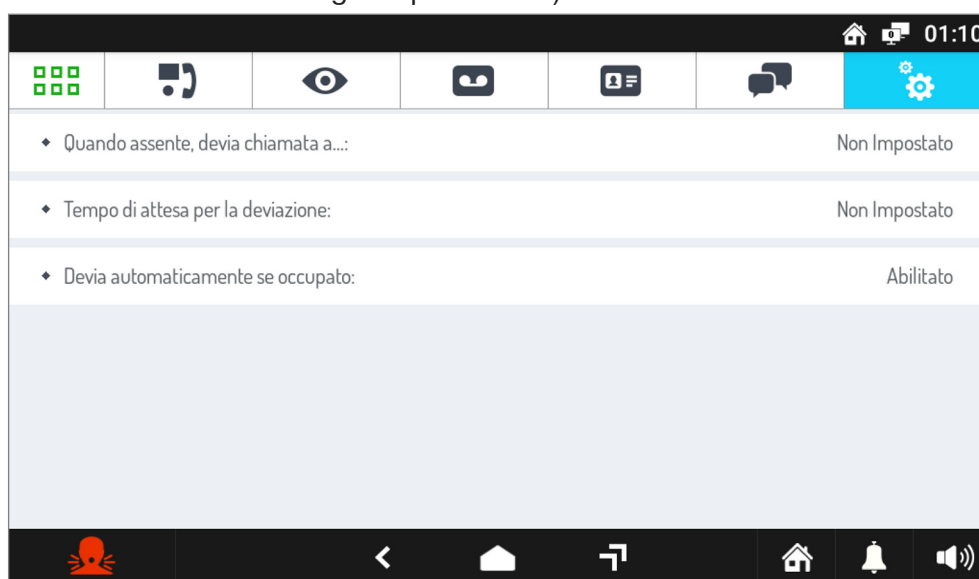 01:10
Quando assente, devia chiamata a...: Non Impostato
Tempo di attesa per la deviazione: Non Impostato
Devia automaticamente se occupato: Abilitato